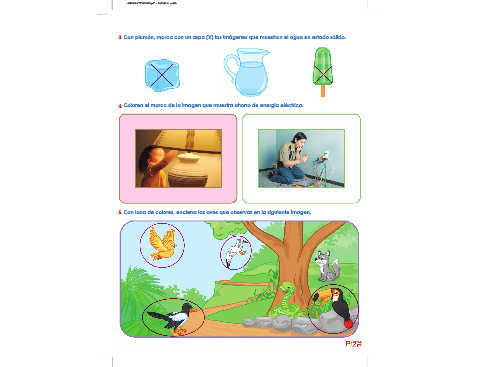 3. Con plumón, marca con un aspa (X) las imágenes que muestran el agua en estado sólido.
4. Colorea el marco de la imagen que muestra ahorro de energía eléctrica.
5. Con lana de colores, encierra las aves que observas en la siguiente imagen.